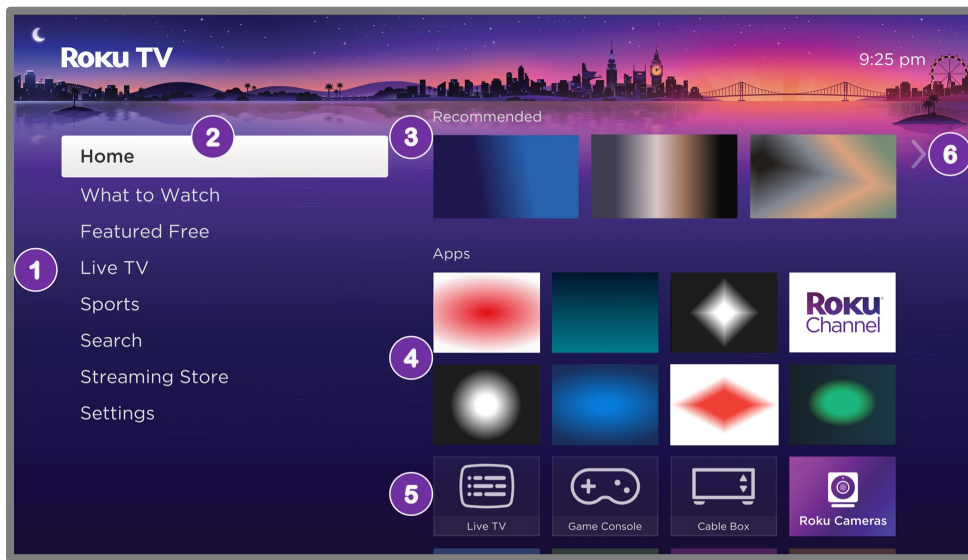 Roku TV
9:25 pm
Recommended
2
3
6
Home
What to Watch
Featured Free
Live TV
1
Sports
Search
Streaming Store
Settings
Apps
Roku
Channel
4
5
Live TV
Game Console
Cable Box
Roku Cameras